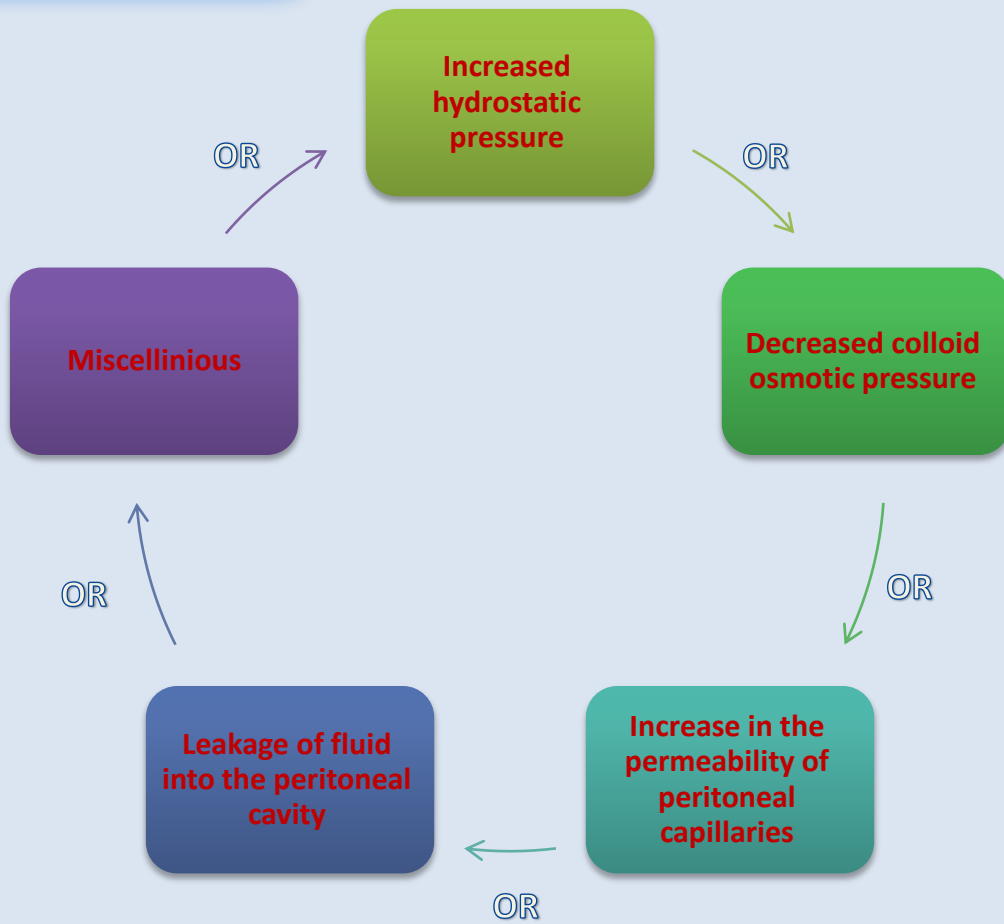 Increased
hydrostatic
pressure
OR
Decreased colloid
osmotic pressure
OR
Increase in the
permeability of
peritoneal
capillaries
OR
Leakage of fluid
into the peritoneal
cavity
OR
Miscellinious
OR